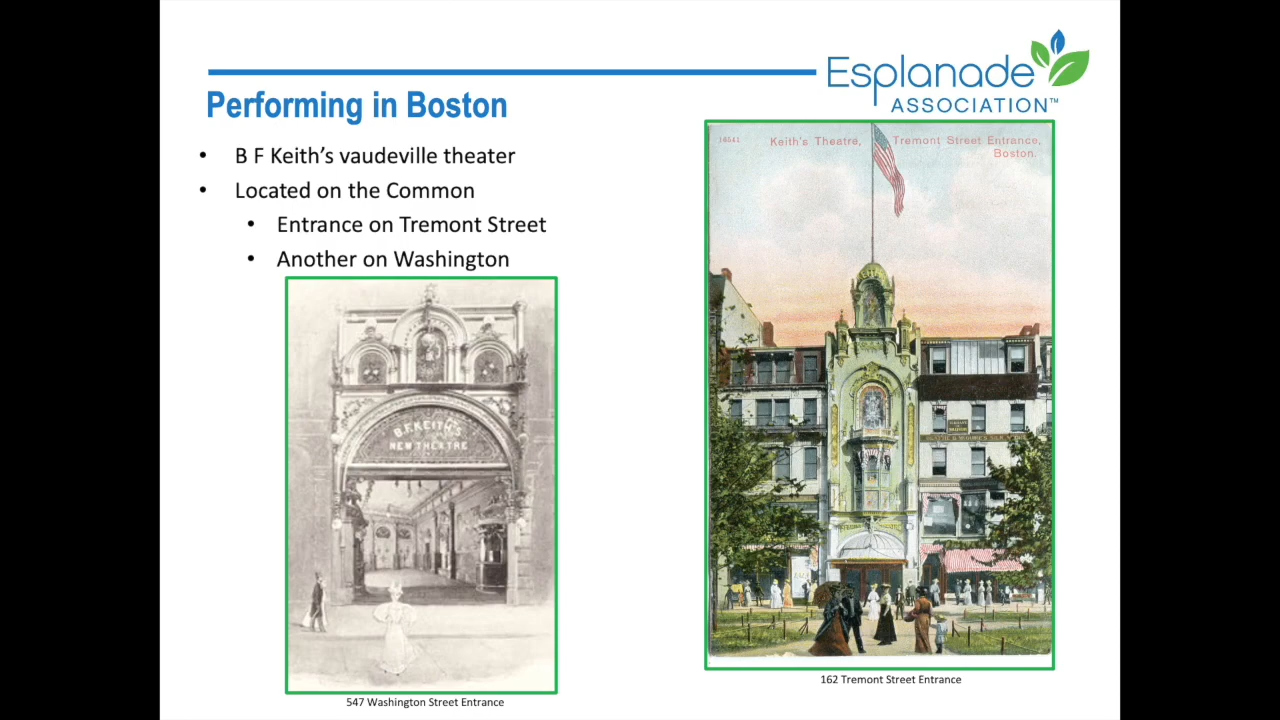 Esplanade
ASSOCIATION™
Performing in Boston
• B F Keith’s vaudeville theater
• Located on the Common
• Entrance on Tremont Street
• Another on Washington
16541 Keith's Theatre, Tremont Street Entrance,
Boston.
B.F. KEITH'S
NEW THEATRE
162 Tremont Street Entrance
547 Washington Street Entrance